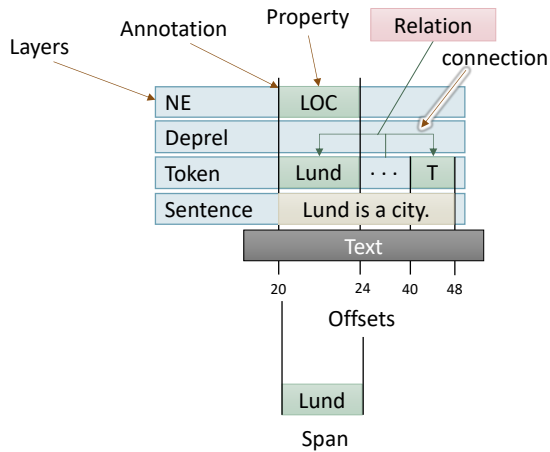 Layers
Annotation
Property
Relation
connection
NE
LOC
Deprel
Token
Lund
· · ·
T
Sentence
Lund is a city.
Text
20
24
40
48
Offsets
Lund
Span